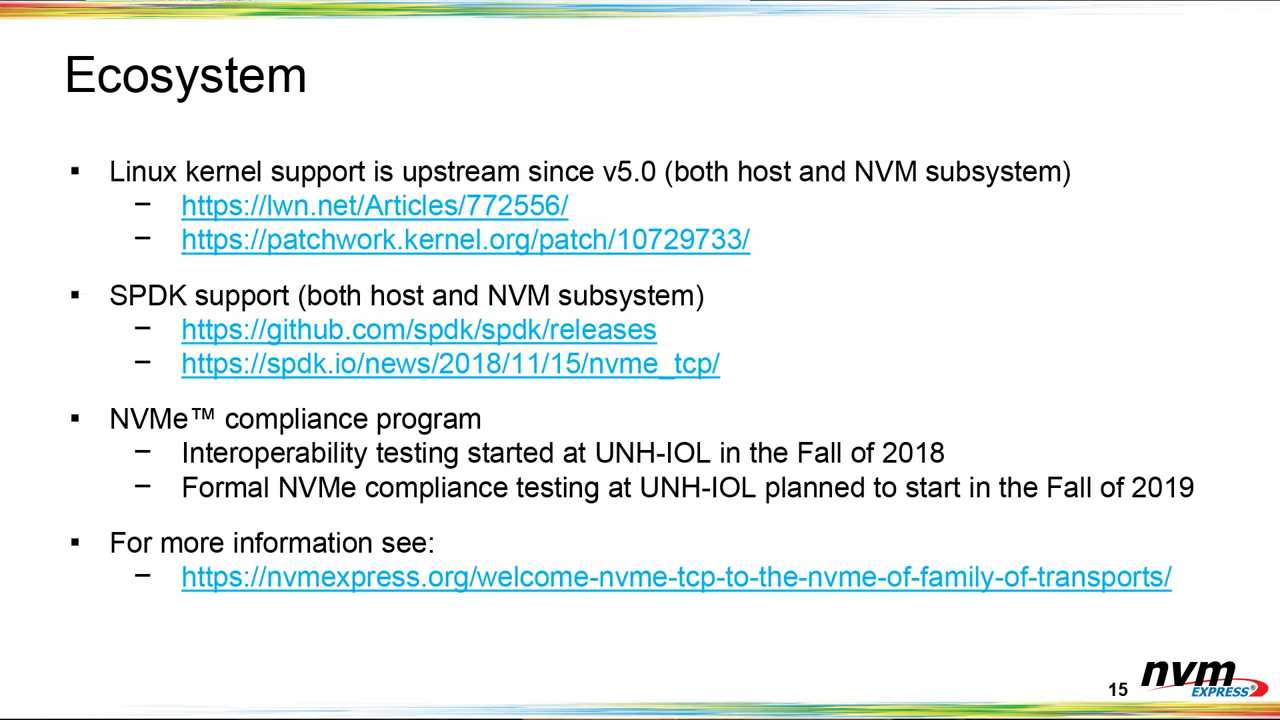 Ecosystem
▪ Linux kernel support is upstream since v5.0 (both host and NVM subsystem)
– https://lwn.net/Articles/772556/
– https://patchwork.kernel.org/patch/10729733/
▪ SPDK support (both host and NVM subsystem)
– https://github.com/spdk/spdk/releases
– https://spdk.io/news/2018/11/15/nvme_tcp/
▪ NVMe™ compliance program
– Interoperability testing started at UNH-IOL in the Fall of 2018
– Formal NVMe compliance testing at UNH-IOL planned to start in the Fall of 2019
▪ For more information see:
– https://nvmexpress.org/welcome-nvme-tcp-to-the-nvme-of-family-of-transports/
15
nvm
EXPRESS®